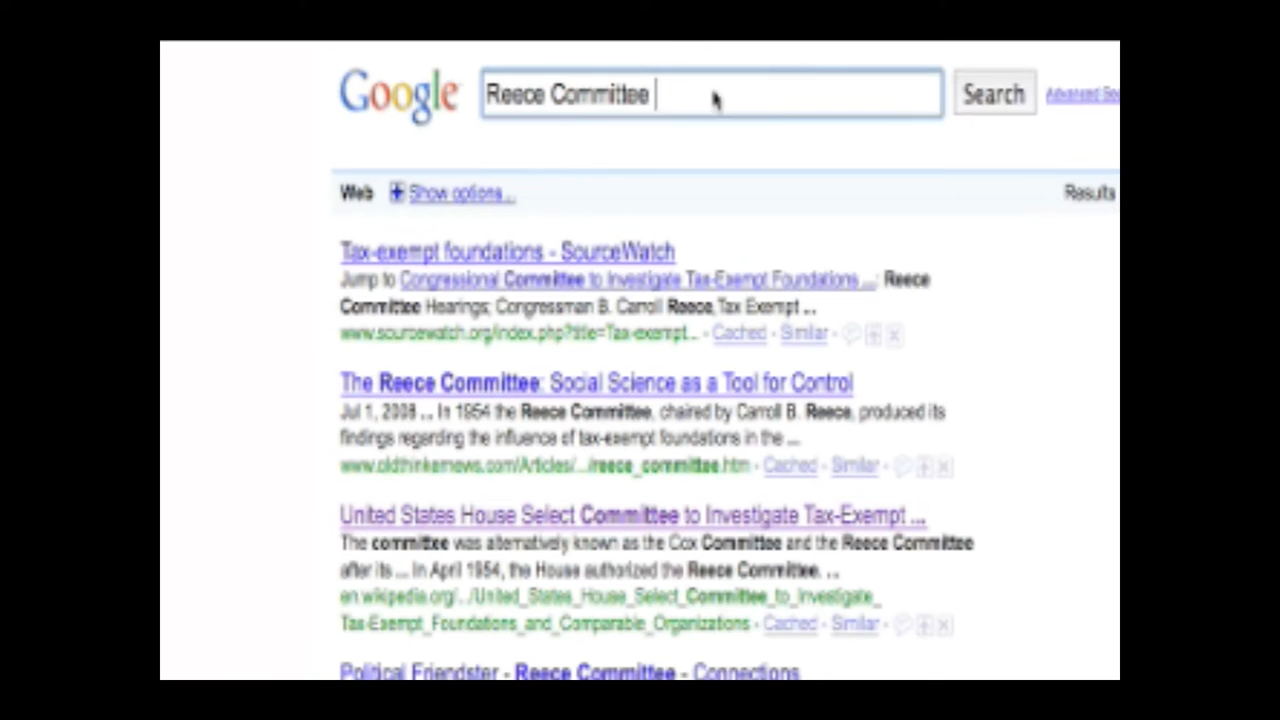 Google Reece Committee Search Advanced Sea
Web Show options... Results
Tax-exempt foundations - SourceWatch
Jump to Congressional Committee to Investigate Tax-Exempt Foundations ...: Reece
Committee Hearings; Congressman B. Carroll Reece, Tax Exempt ...
www.sourcewatch.org/index.php?title=Tax-exempt... - Cached - Similar -
The Reece Committee: Social Science as a Tool for Control
Jul 1, 2008 ... In 1954 the Reece Committee, chaired by Carroll B. Reece, produced its
findings regarding the influence of tax-exempt foundations in the ...
www.oldthinkernews.com/Articles/.../reece_committee.htm - Cached - Similar -
United States House Select Committee to Investigate Tax-Exempt ...
The committee was alternatively known as the Cox Committee and the Reece Committee
after its ... In April 1954, the House authorized the Reece Committee. ...
en.wikipedia.org/.../United_States_House_Select_Committee_to_Investigate_
Tax-Exempt_Foundations_and_Comparable_Organizations - Cached - Similar -
Political Friendster - Reece Committee - Connections